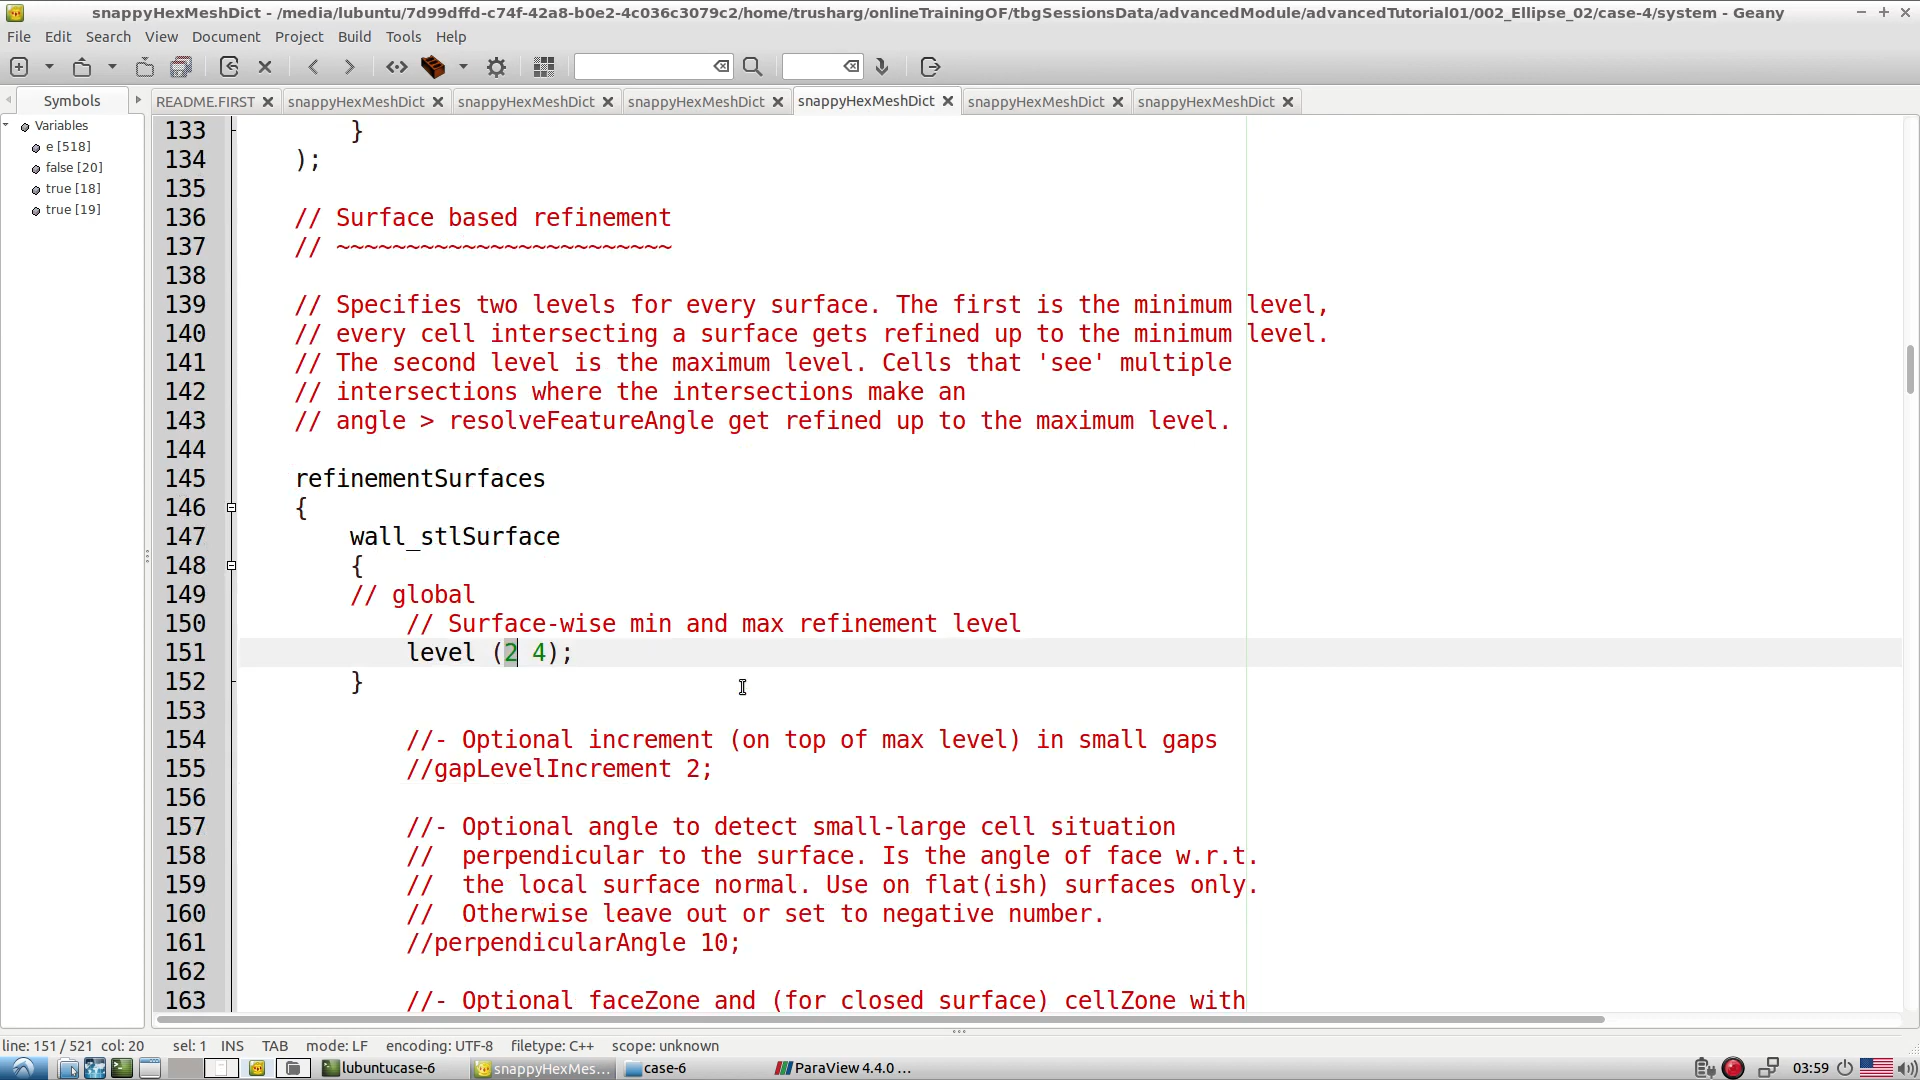 snappyHexMeshDict - /media/lubuntu/7d99dffd-c74f-42a8-b0e2-4c036c3079c2/home/trusharg/onlineTrainingOF/tbgSessionsData/advancedModule/advancedTutorial01/002_Ellipse_02/case-4/system - Geany
File Edit Search View Document Project Build Tools Help
Symbols README.FIRST snappyHexMeshDict snappyHexMeshDict snappyHexMeshDict snappyHexMeshDict snappyHexMeshDict snappyHexMeshDict
Variables
e [518]
false [20]
true [18]
true [19]
133 }
134 );
135
136 // Surface based refinement
137 // ~~~~~~~~~~~~~~~~~~~~~~~~
138
139 // Specifies two levels for every surface. The first is the minimum level,
140 // every cell intersecting a surface gets refined up to the minimum level.
141 // The second level is the maximum level. Cells that 'see' multiple
142 // intersections where the intersections make an
143 // angle > resolveFeatureAngle get refined up to the maximum level.
144
145 refinementSurfaces
146 {
147 wall_stlSurface
148 {
149 // global
150 // Surface-wise min and max refinement level
151 level (2 4);
152 }
153
154 //- Optional increment (on top of max level) in small gaps
155 //gapLevelIncrement 2;
156
157 //- Optional angle to detect small-large cell situation
158 // perpendicular to the surface. Is the angle of face w.r.t.
159 // the local surface normal. Use on flat(ish) surfaces only.
160 // Otherwise leave out or set to negative number.
161 //perpendicularAngle 10;
162
163 //- Optional faceZone and (for closed surface) cellZone with
line: 151 / 521 col: 20 sel: 1 INS TAB mode: LF encoding: UTF-8 filetype: C++ scope: unknown
lubuntucase-6 snappyHexMes... case-6 ParaView 4.4.0 ... 03:59